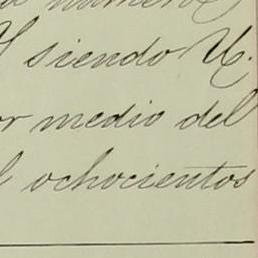 siendo U.
medio del
ochocientos